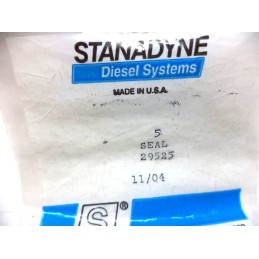 STANADYNE
Diesel Systems
MADE IN U.S.A.
5
SEAL
29525
11/04
S